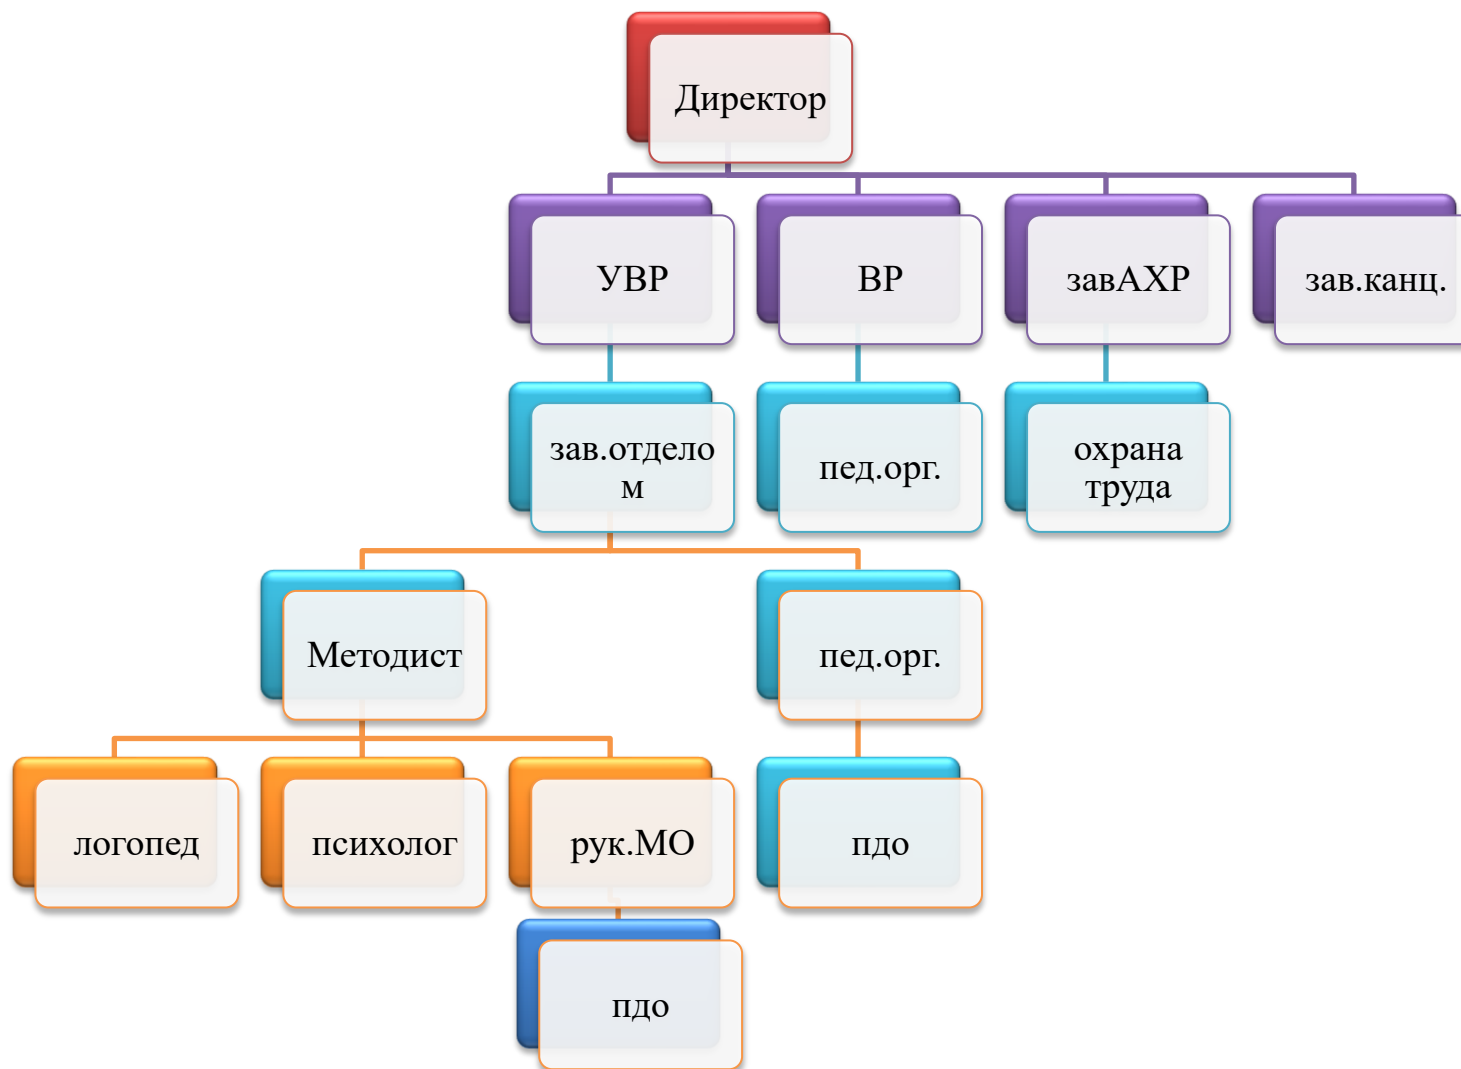 Директор
УВР
ВР
завАХР
зав.канц.
зав.отдело
м
пед.орг.
охрана
труда
Методист
пед.орг.
логопед
психолог
рук.МО
пдо
пдо